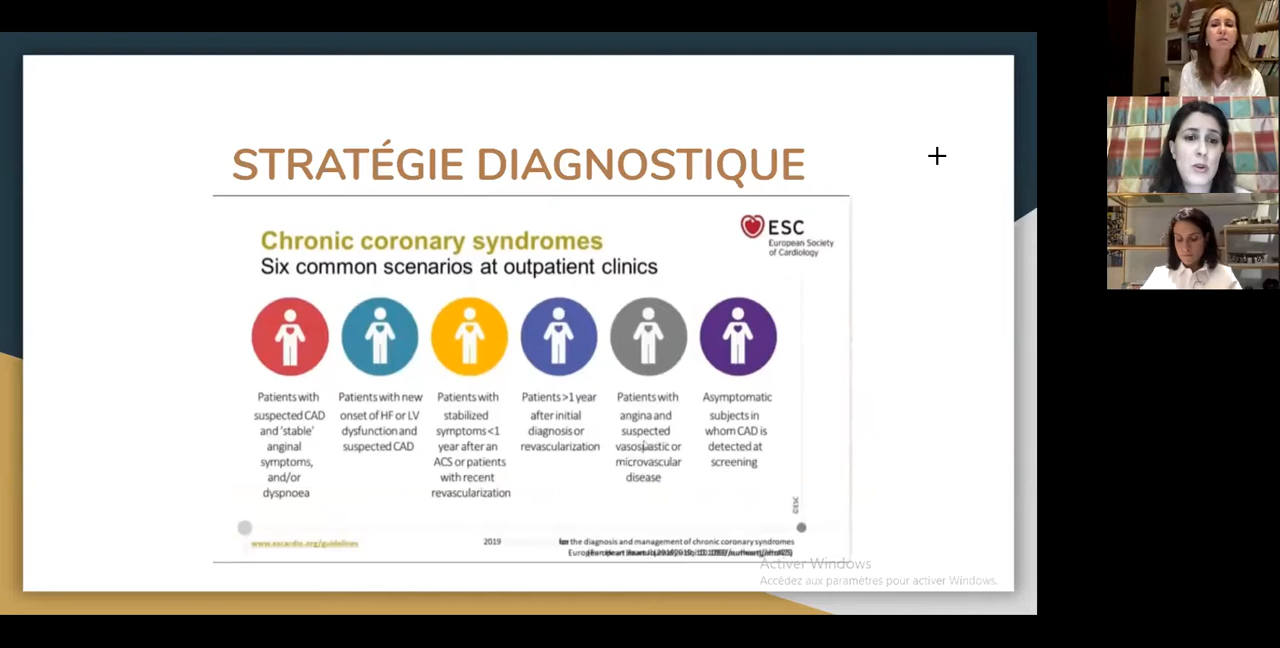 STRATÉGIE DIAGNOSTIQUE
ESC
European Society
of Cardiology
Chronic coronary syndromes
Six common scenarios at outpatient clinics
Patients with
suspected CAD
and 'stable'
anginal
symptoms,
and/or
dyspnoea
Patients with new
onset of HF or LV
dysfunction and
suspected CAD
Patients with
stabilized
symptoms <1
year after an
ACS or patients
with recent
revascularization
Patients >1 year
after initial
diagnosis or
revascularization
Patients with
angina and
suspected
vasospastic or
microvascular
disease
Asymptomatic
subjects in
whom CAD is
detected at
screening
©ESC
www.escardio.org/guidelines
2019
the diagnosis and management of chronic coronary syndromes
Activer Windows
Accédez aux paramètres pour activer Windows.